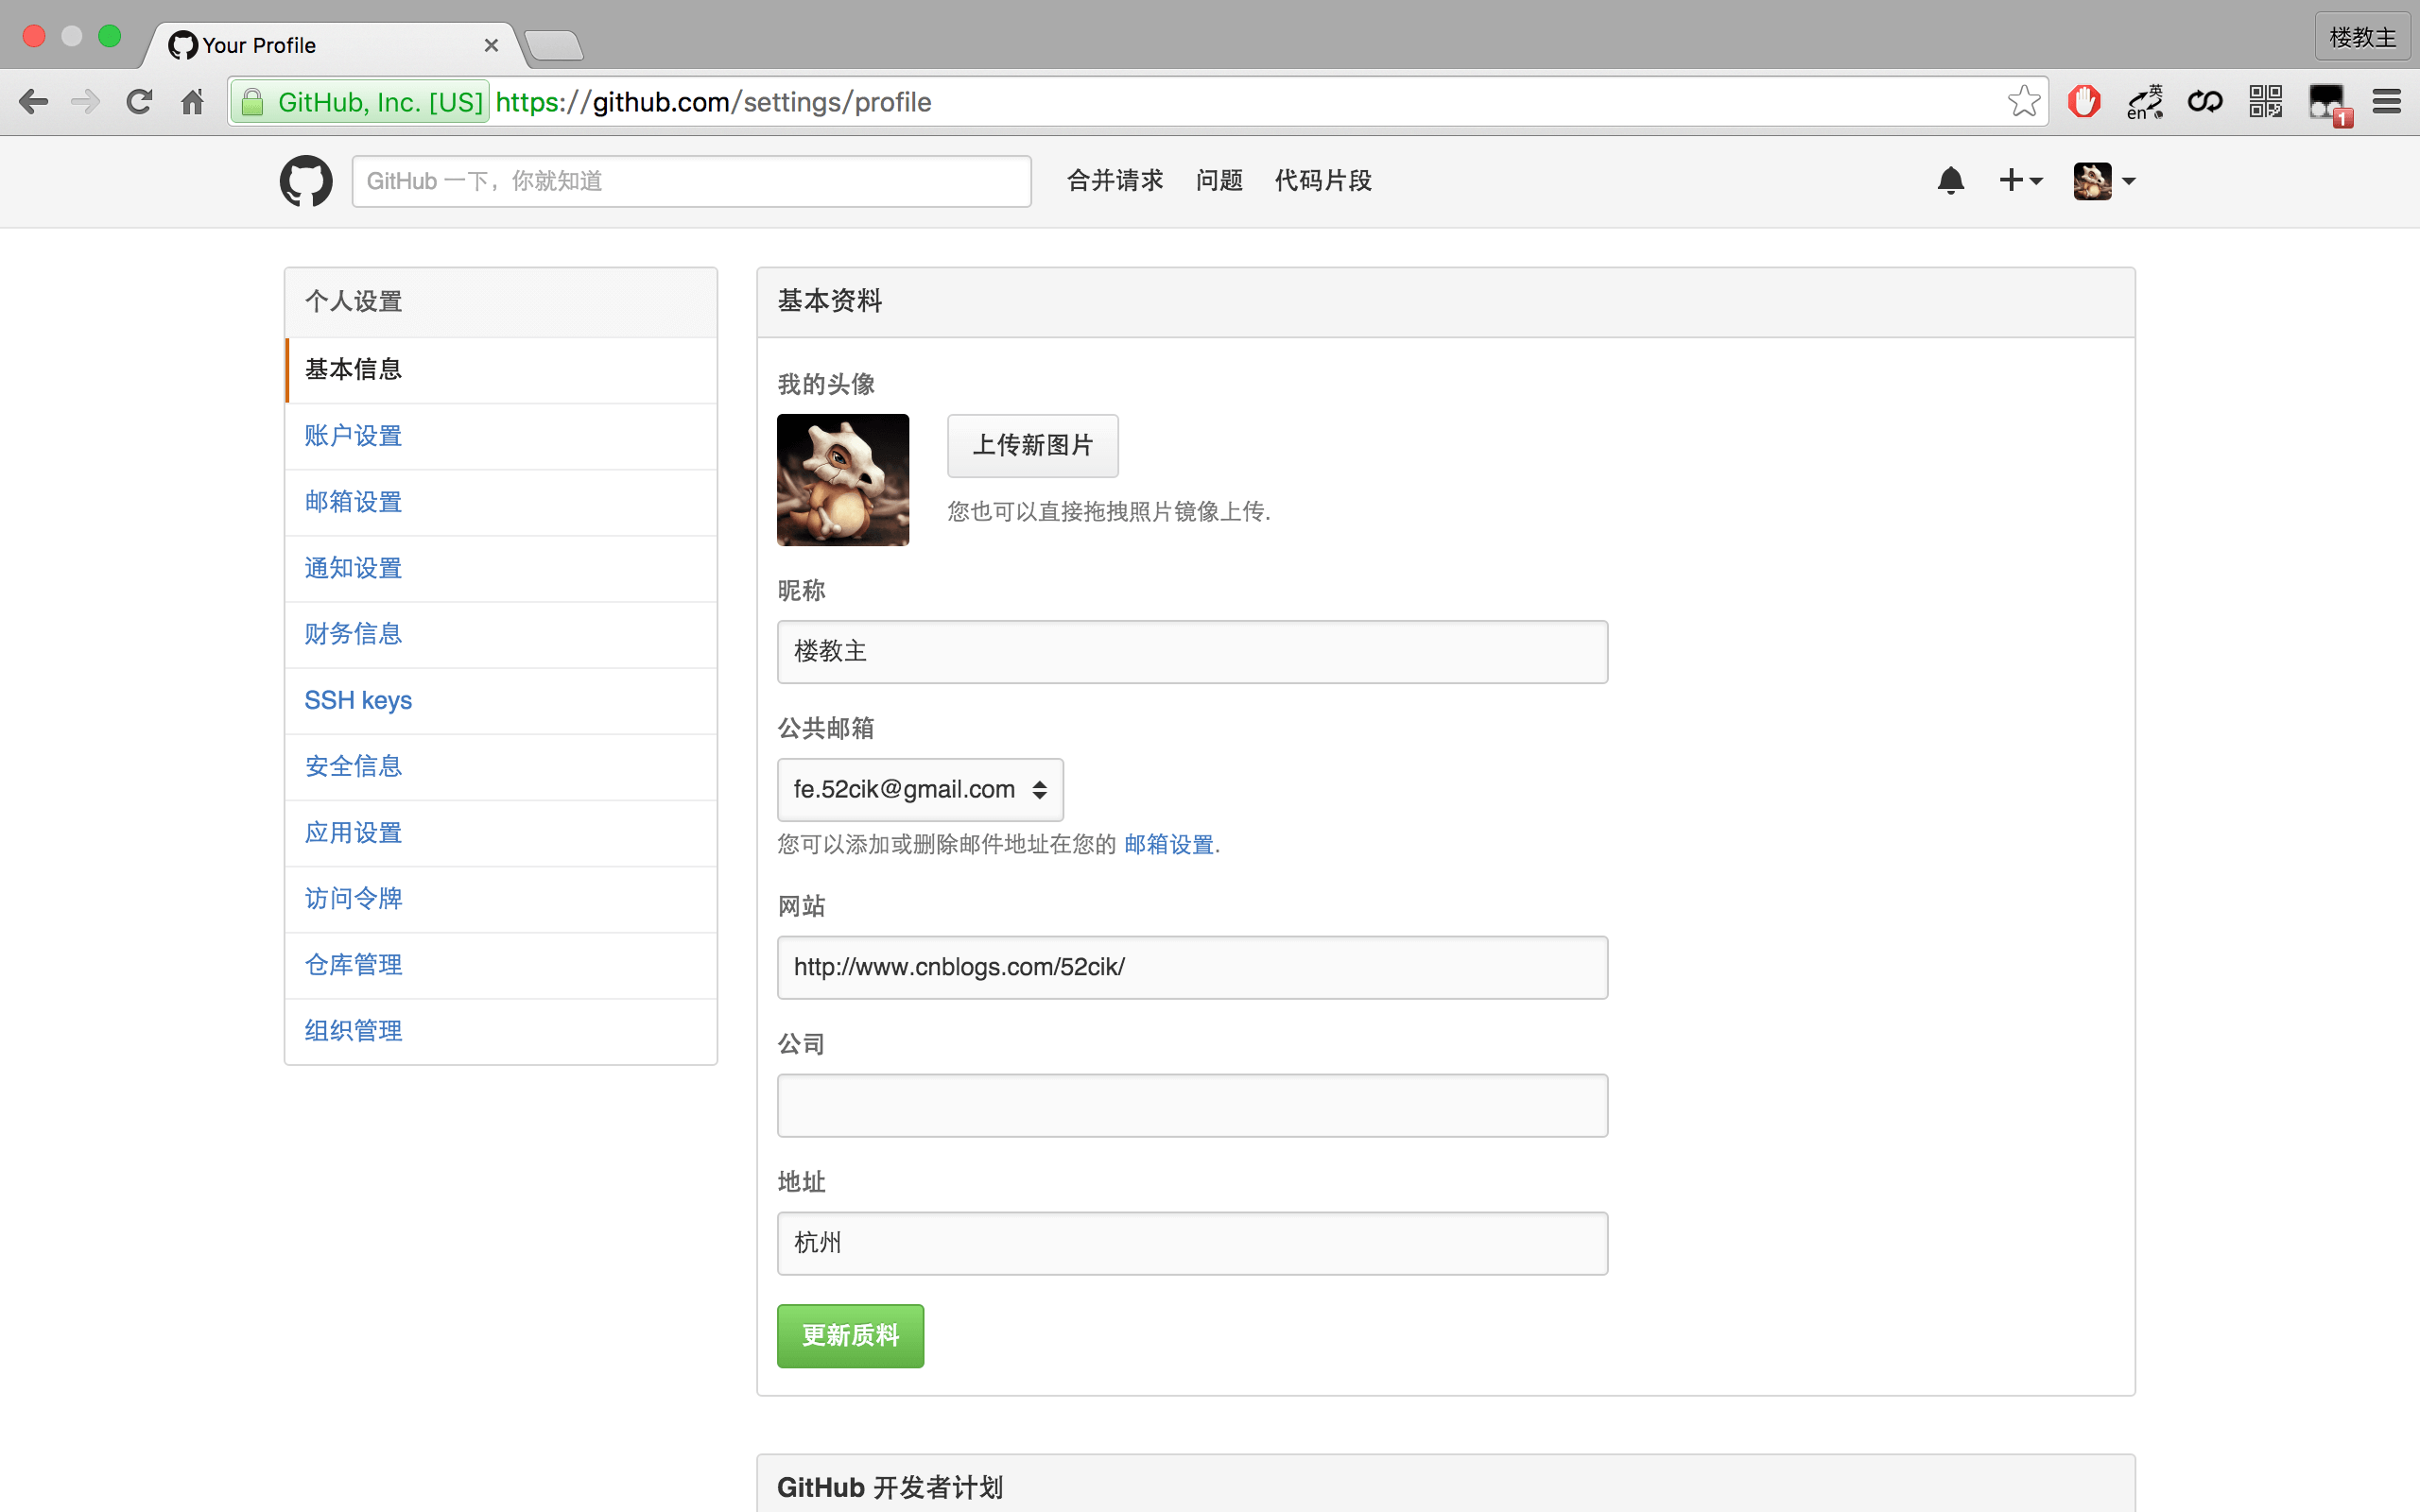 Your Profile
楼教主
GitHub, Inc. [US] https://github.com/settings/profile
英
en
1
GitHub 一下，你就知道
合并请求 问题 代码片段
个人设置
基本信息
账户设置
邮箱设置
通知设置
财务信息
SSH keys
安全信息
应用设置
访问令牌
仓库管理
组织管理
基本资料
我的头像
上传新图片
您也可以直接拖拽照片镜像上传.
昵称
楼教主
公共邮箱
fe.52cik@gmail.com
您可以添加或删除邮件地址在您的 邮箱设置.
网站
http://www.cnblogs.com/52cik/
公司
地址
杭州
更新质料
GitHub 开发者计划